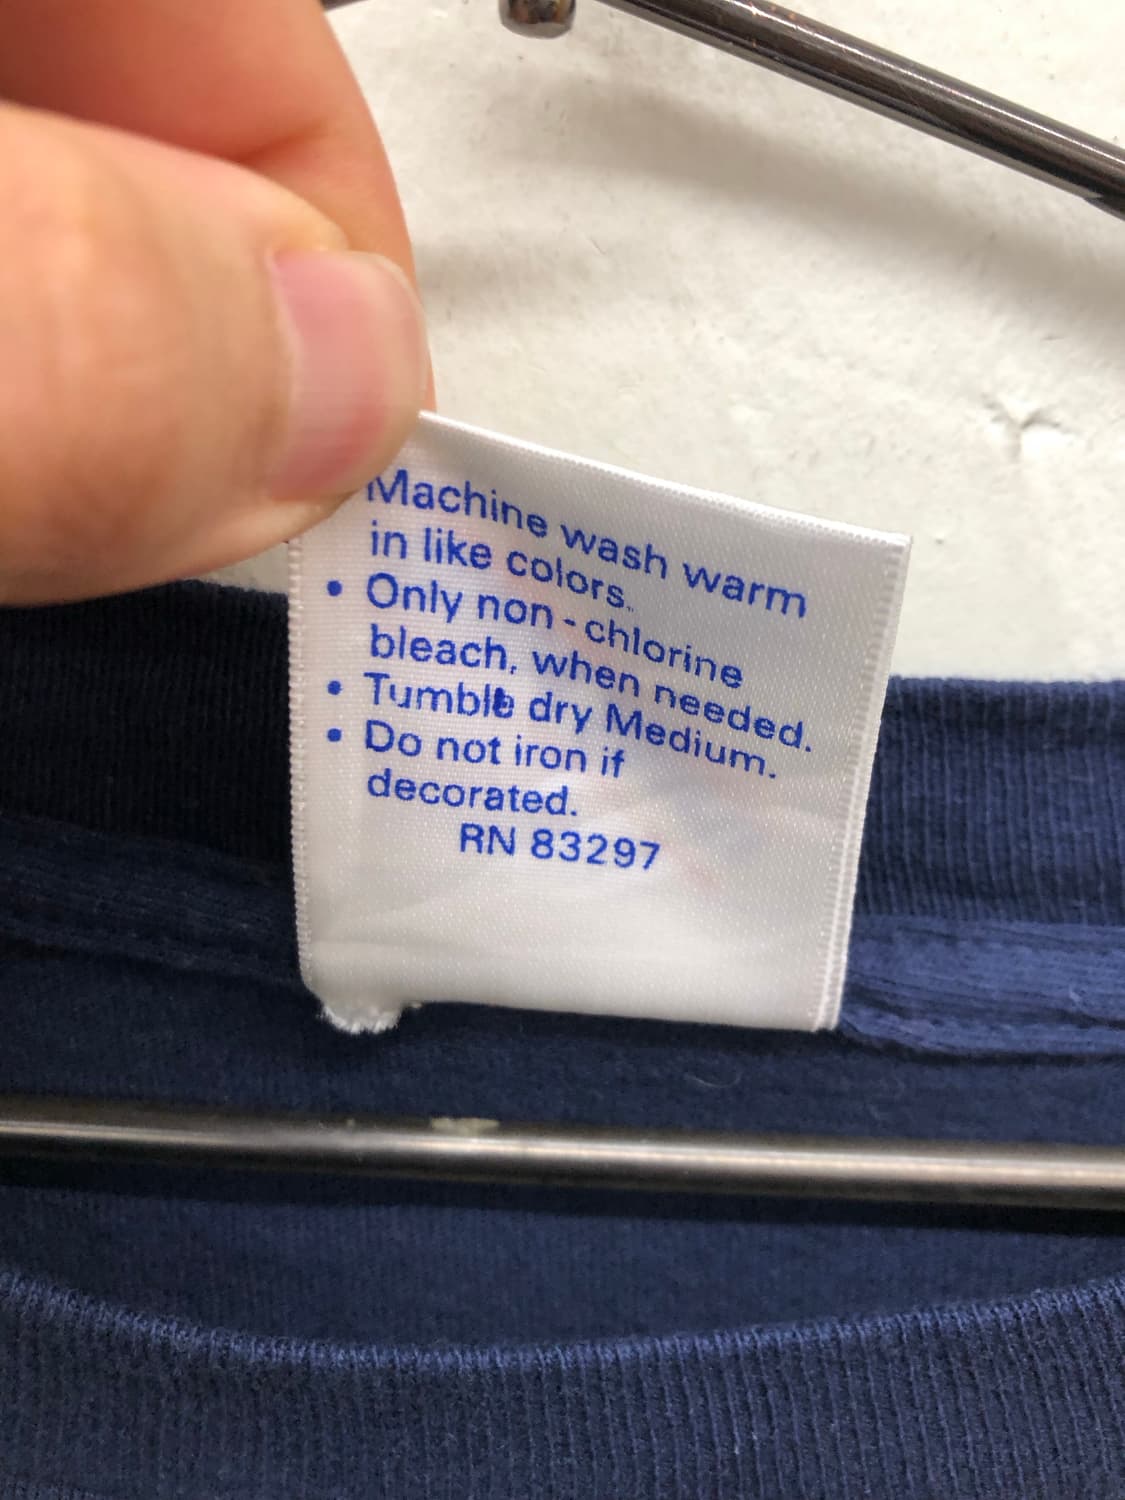 Machine wash warm
in like colors.
• Only non-chlorine
bleach, when needed.
• Tumble dry Medium.
• Do not iron if
decorated.
RN 83297